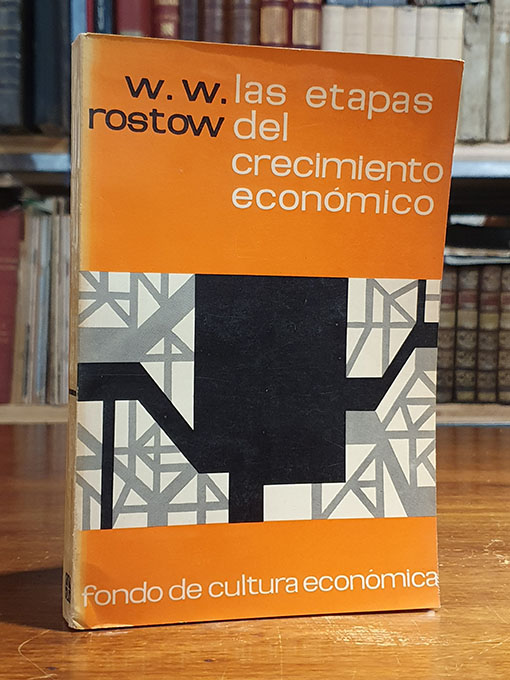 w. w. las etapas
rostow del
crecimiento
económico
fondo de cultura económica